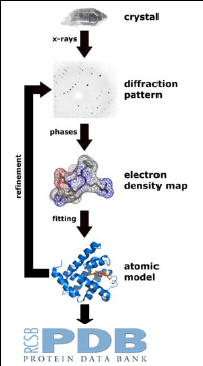 crystal
x-rays
diffraction
pattern
phases
refinement
electron
density map
fitting
atomic
model
RCSB
PDB
PROTEIN DATA BANK